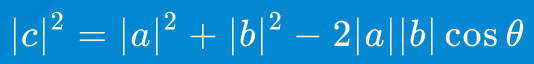 |c|² = |a|² + |b|² − 2|a||b| cos θ